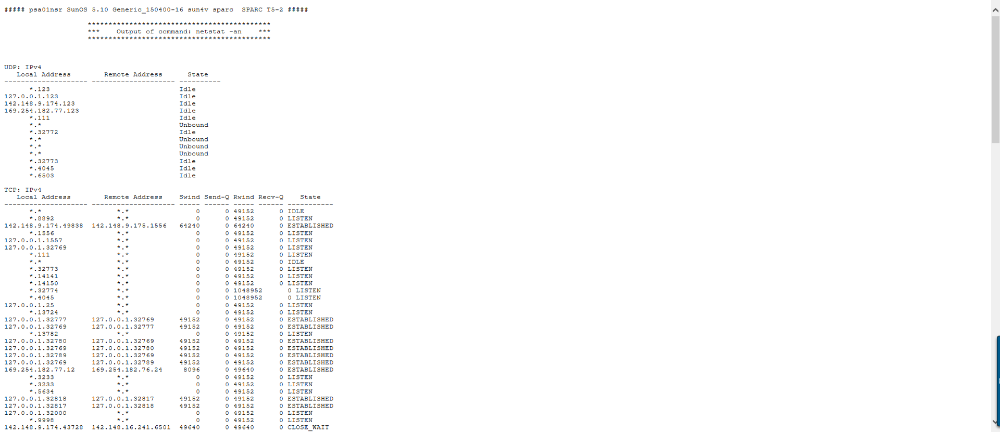 ##### psa01nsr SunOS 5.10 Generic_150400-16 sun4v sparc  SPARC T5-2 #####
********************************************
***    Output of command: netstat -an    ***
********************************************
UDP: IPv4
   Local Address        Remote Address      State
-------------------- -------------------- ----------
      *.123                               Idle
127.0.0.1.123                             Idle
142.148.9.174.123                         Idle
169.254.182.77.123                        Idle
      *.111                               Idle
      *.*                                 Unbound
      *.32772                             Idle
      *.*                                 Unbound
      *.*                                 Unbound
      *.*                                 Unbound
      *.32773                             Idle
      *.4045                              Idle
      *.6503                              Idle
TCP: IPv4
   Local Address        Remote Address    Swind Send-Q Rwind Recv-Q    State
-------------------- -------------------- ----- ------ ----- ------ -----------
      *.*                  *.*                0      0 49152      0 IDLE
      *.8892               *.*                0      0 49152      0 LISTEN
142.148.9.174.49838  142.148.9.175.1556   64240      0 64240      0 ESTABLISHED
      *.1556               *.*                0      0 49152      0 LISTEN
127.0.0.1.1557             *.*                0      0 49152      0 LISTEN
127.0.0.1.32769            *.*                0      0 49152      0 LISTEN
      *.111                *.*                0      0 49152      0 LISTEN
      *.*                  *.*                0      0 49152      0 IDLE
      *.32773              *.*                0      0 49152      0 LISTEN
      *.14141              *.*                0      0 49152      0 LISTEN
      *.14150              *.*                0      0 49152      0 LISTEN
      *.32774              *.*                0      0 1048952      0 LISTEN
      *.4045               *.*                0      0 1048952      0 LISTEN
127.0.0.1.25               *.*                0      0 49152      0 LISTEN
      *.13724              *.*                0      0 49152      0 LISTEN
127.0.0.1.32777      127.0.0.1.32769      49152      0 49152      0 ESTABLISHED
127.0.0.1.32769      127.0.0.1.32777      49152      0 49152      0 ESTABLISHED
      *.13782              *.*                0      0 49152      0 LISTEN
127.0.0.1.32780      127.0.0.1.32769      49152      0 49152      0 ESTABLISHED
127.0.0.1.32769      127.0.0.1.32780      49152      0 49152      0 ESTABLISHED
127.0.0.1.32789      127.0.0.1.32769      49152      0 49152      0 ESTABLISHED
127.0.0.1.32769      127.0.0.1.32789      49152      0 49152      0 ESTABLISHED
169.254.182.77.12    169.254.182.76.24     8096      0 49640      0 ESTABLISHED
      *.3233               *.*                0      0 49152      0 LISTEN
      *.3233               *.*                0      0 49152      0 LISTEN
      *.5634               *.*                0      0 49152      0 LISTEN
127.0.0.1.32818      127.0.0.1.32817      49152      0 49152      0 ESTABLISHED
127.0.0.1.32817      127.0.0.1.32818      49152      0 49152      0 ESTABLISHED
127.0.0.1.32000            *.*                0      0 49152      0 LISTEN
      *.9998               *.*                0      0 49152      0 LISTEN
142.148.9.174.43728  142.148.16.241.6501  49640      0 49640      0 CLOSE_WAIT